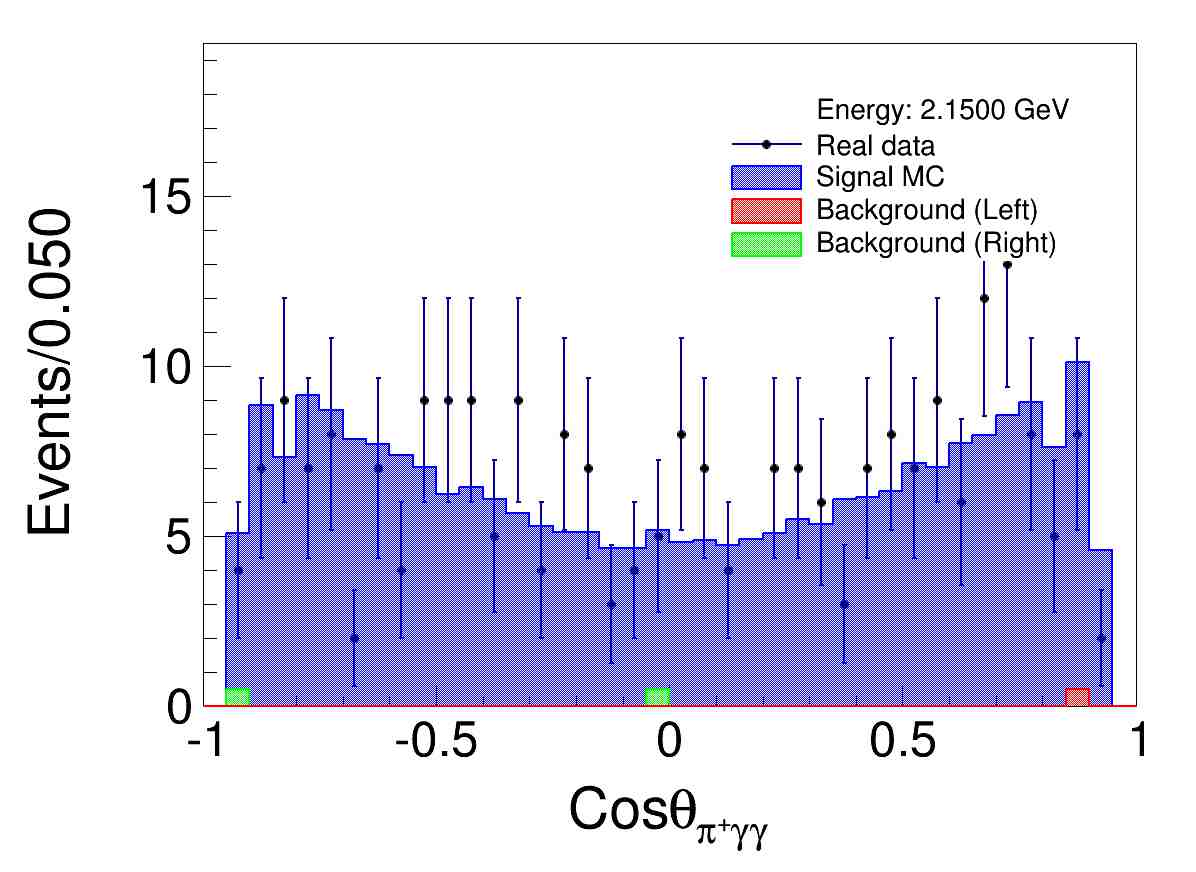 Energy: 2.1500 GeV
Real data
Signal MC
Background (Left)
Background (Right)
Events/0.050
15
10
5
0
-1 -0.5 0 0.5 1
Cosθπ⁺γγ